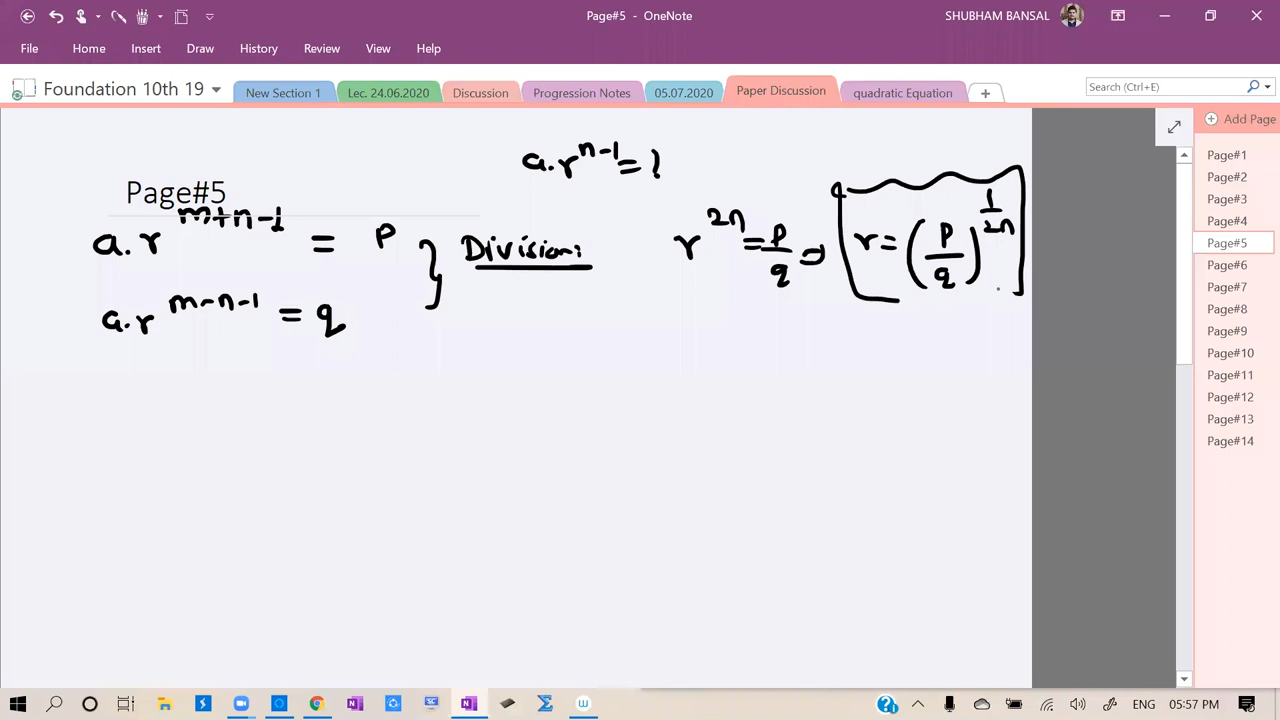 Page#5 - OneNote
SHUBHAM BANSAL
File Home Insert Draw History Review View Help
Foundation 10th 19
New Section 1
Lec. 24.06.2020
Discussion
Progression Notes
05.07.2020
Paper Discussion
quadratic Equation
Search (Ctrl+E)
Add Page
Page#1
Page#2
Page#3
Page#4
Page#5
Page#6
Page#7
Page#8
Page#9
Page#10
Page#11
Page#12
Page#13
Page#14
a.r^{n-1} = ?
Page#5
a.r^{m+n-1} = p
a.r^{m-n-1} = q
Division:
r^{2n} = p/q ⇒ r = (p/q)^{1/2n}
ENG 05:57 PM